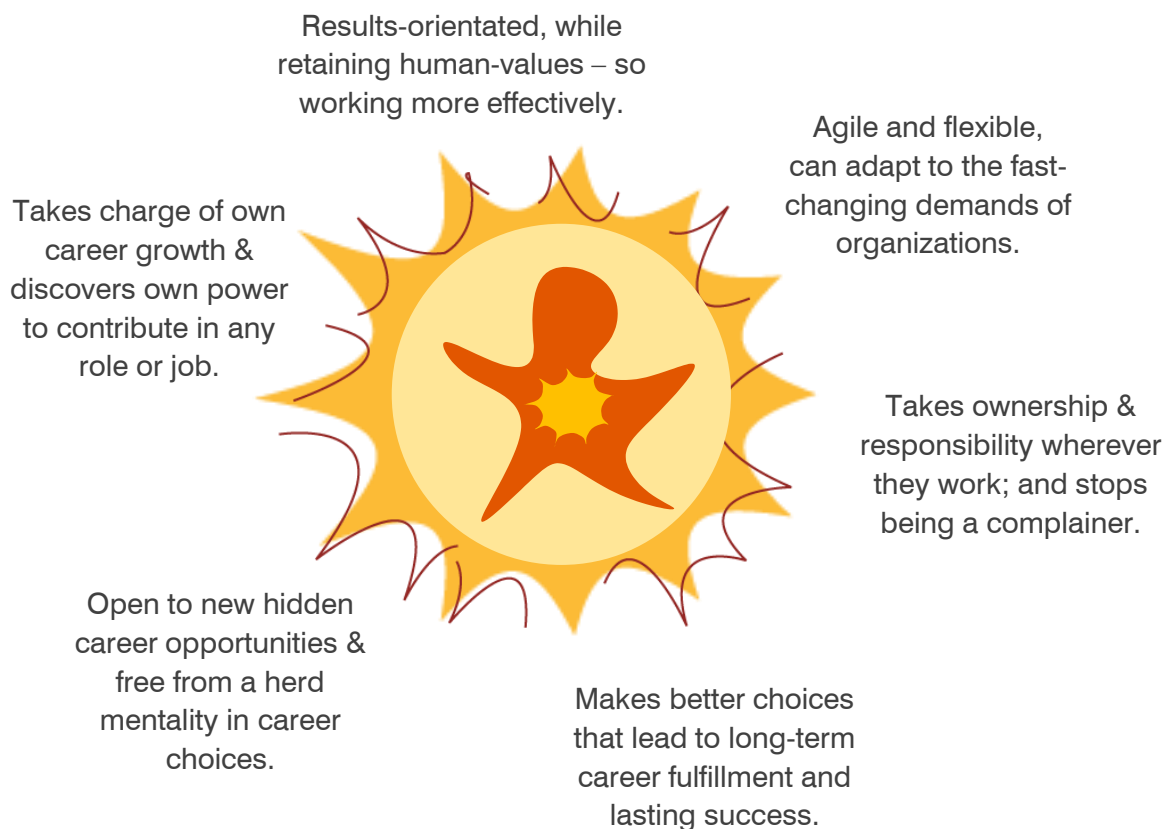 Results-orientated, while
retaining human-values – so
working more effectively.
Agile and flexible,
can adapt to the fast-
changing demands of
organizations.
Takes ownership &
responsibility wherever
they work; and stops
being a complainer.
Makes better choices
that lead to long-term
career fulfillment and
lasting success.
Open to new hidden
career opportunities &
free from a herd
mentality in career
choices.
Takes charge of own
career growth &
discovers own power
to contribute in any
role or job.